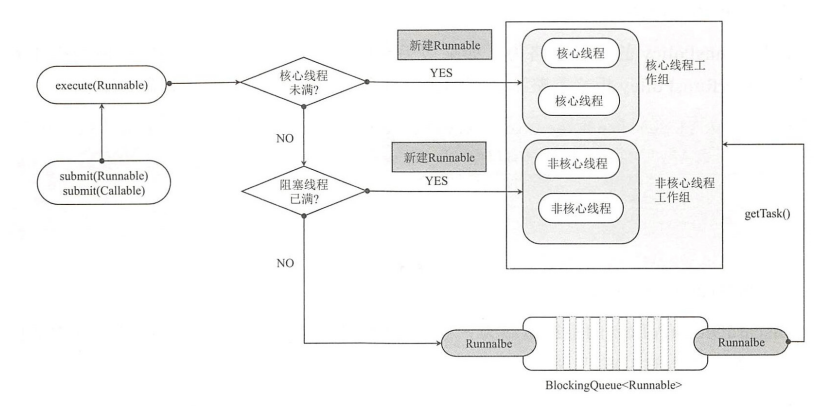 新建Runnable
核心线程
核心线程工
作组
核心线程
未满?
YES
execute(Runnable)
核心线程
NO
新建Runnable
非核心线程
submit(Runnable)
submit(Callable)
阻塞线程
已满?
YES
非核心线程
工作组
非核心线程
getTask()
NO
Runnalbe
Runnalbe
BlockingQueue<Runnable>